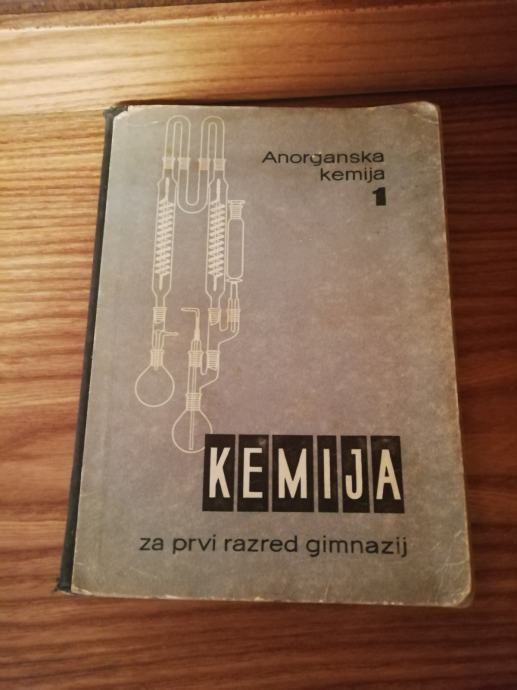 Anorganska
kemija
1
KEMIJA
za prvi razred gimnazij